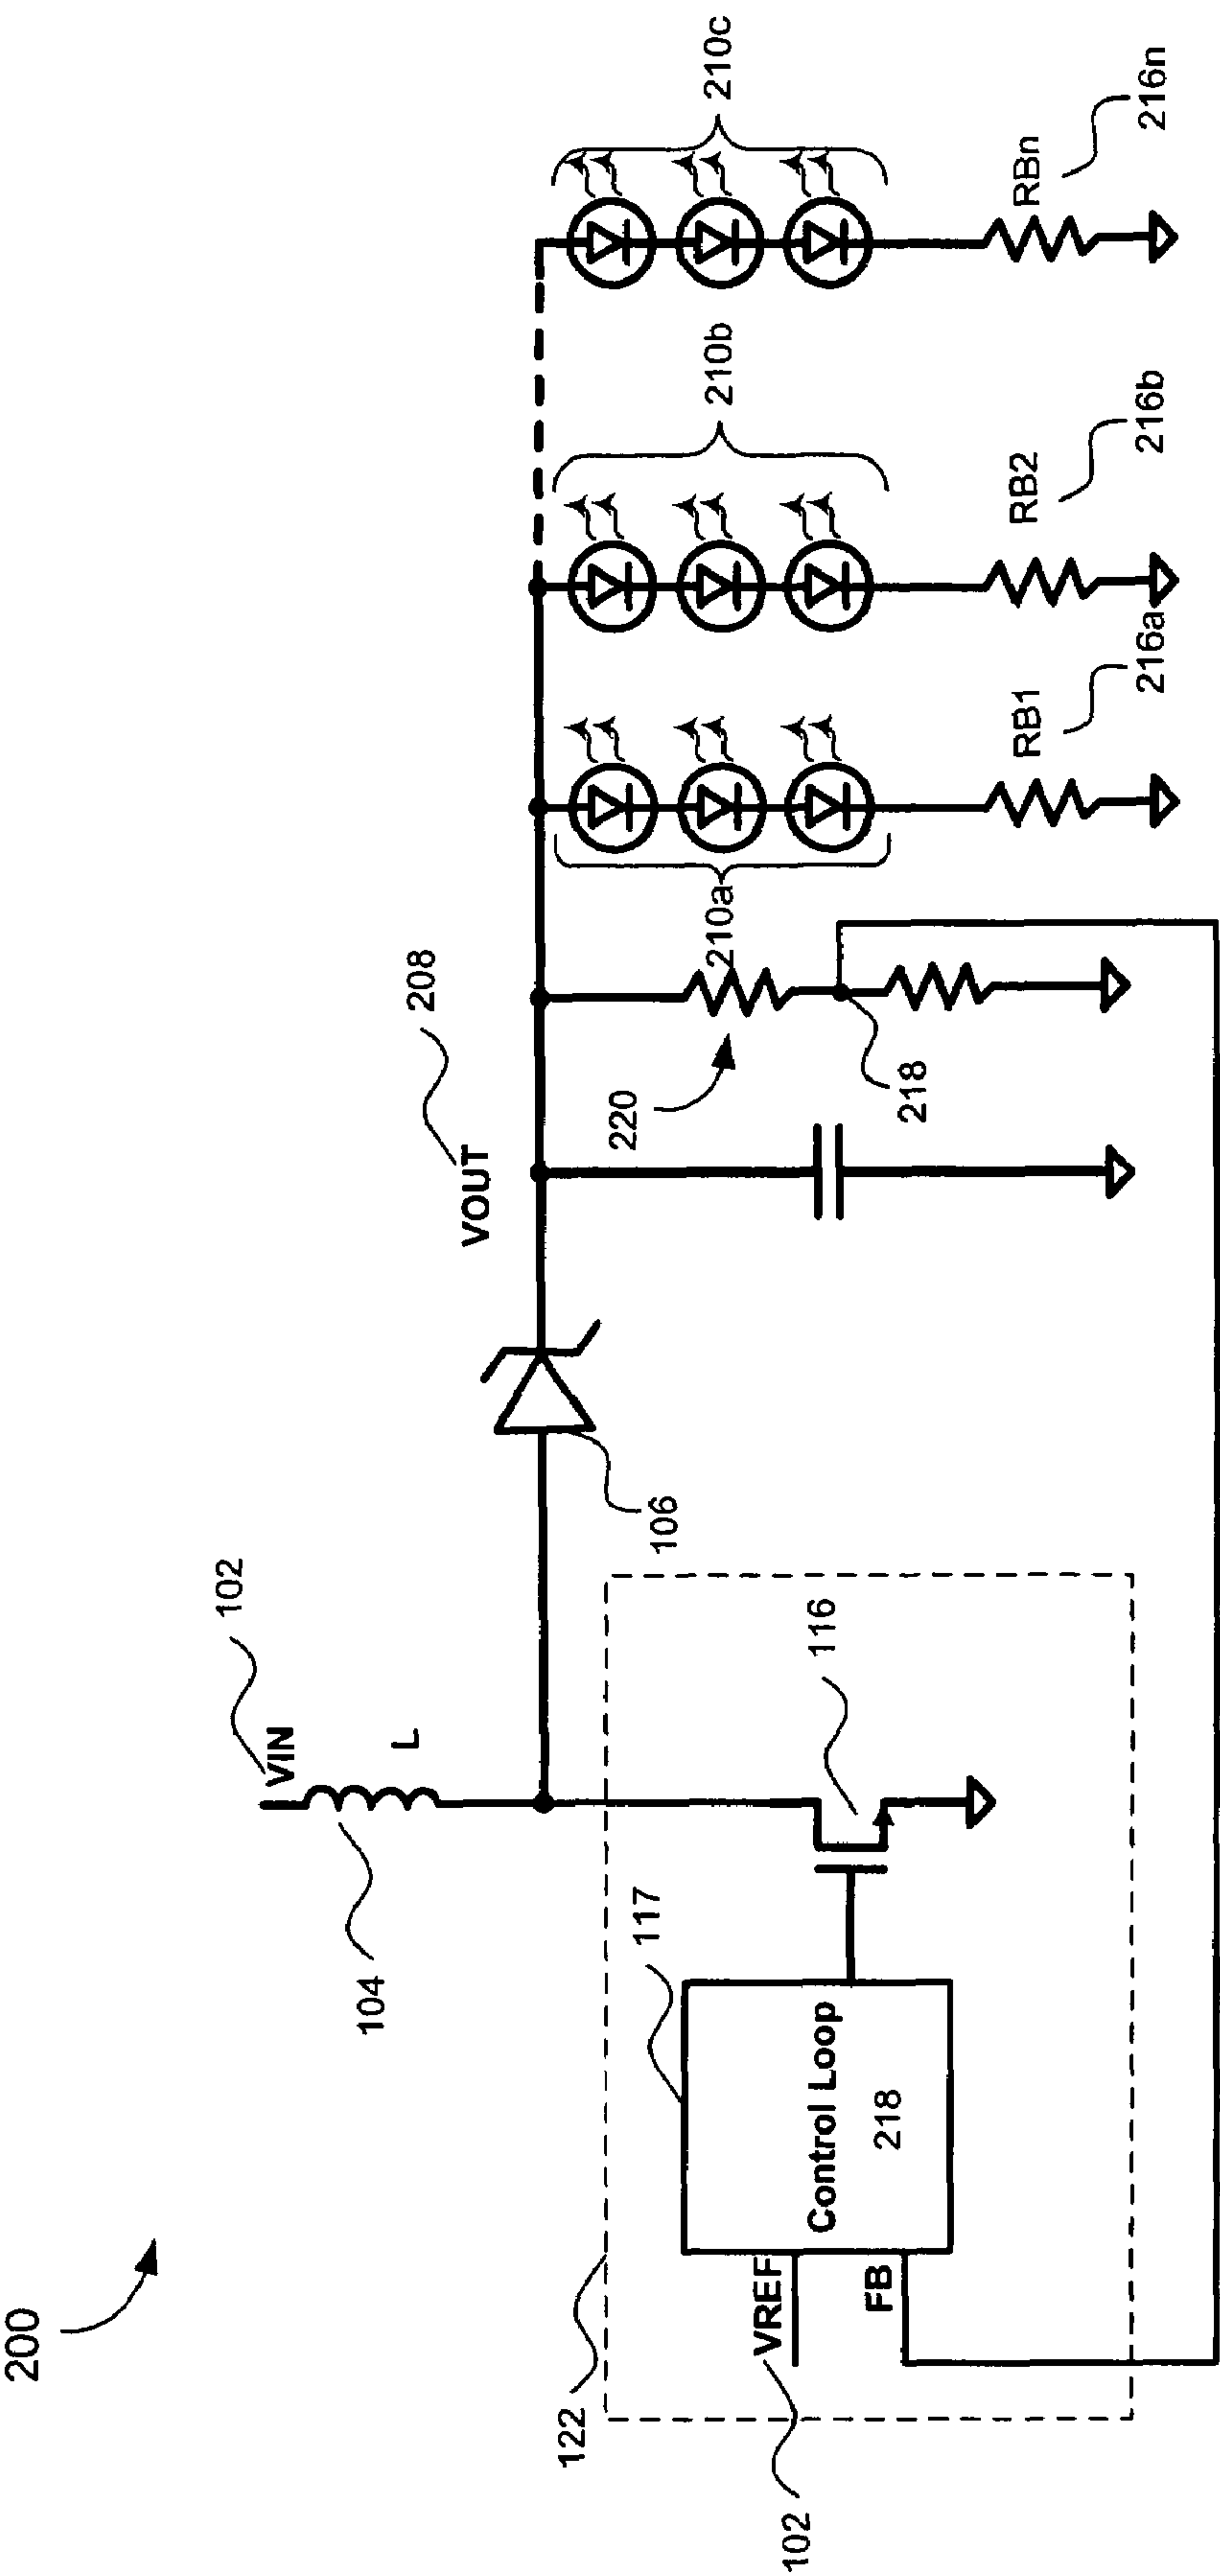 200
102
VIN
L
104
VOUT
208
106
122
117
116
Control Loop
218
VREF
FB
102
220
218
210a
210b
210c
RB1
216a
RB2
216b
RBn
216n